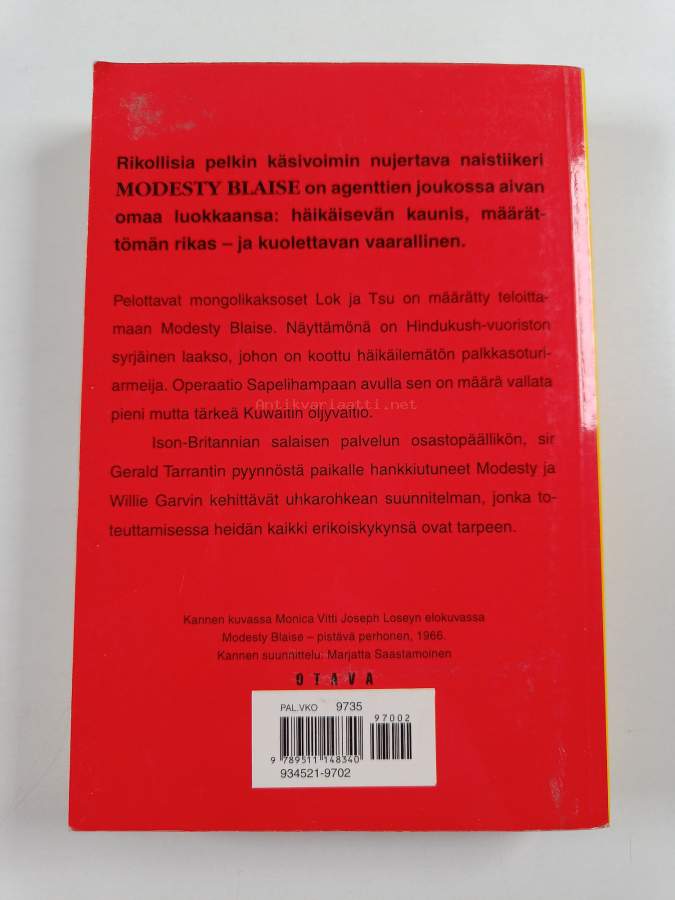 Rikollisia pelkin käsivoimin nujertava naistiikeri
MODESTY BLAISE on agenttien joukossa aivan
omaa luokkaansa: häikäisevän kaunis, määrät-
tömän rikas – ja kuolettavan vaarallinen.
Pelottavat mongolikaksoset Lok ja Tsu on määrätty teloitta-
maan Modesty Blaise. Näyttämönä on Hindukush-vuoriston
syrjäinen laakso, johon on koottu häikäilemätön palkkasoturi-
armeija. Operaatio Sapelihampaan avulla sen on määrä vallata
Antikvariaatti.net
pieni mutta tärkeä Kuwaitin öljyvaltio.
Ison-Britannian salaisen palvelun osastopäällikön, sir
Gerald Tarrantin pyynnöstä paikalle hankkiutuneet Modesty ja
Willie Garvin kehittävät uhkarohkean suunnitelman, jonka to-
teuttamisessa heidän kaikki erikoiskykynsä ovat tarpeen.
Kannen kuvassa Monica Vitti Joseph Loseyn elokuvassa
Modesty Blaise – pistävä perhonen, 1966.
Kannen suunnittelu: Marjatta Saastamoinen
OTAVA
PAL.VKO 9735
97002
9 789511 148340
934521-9702